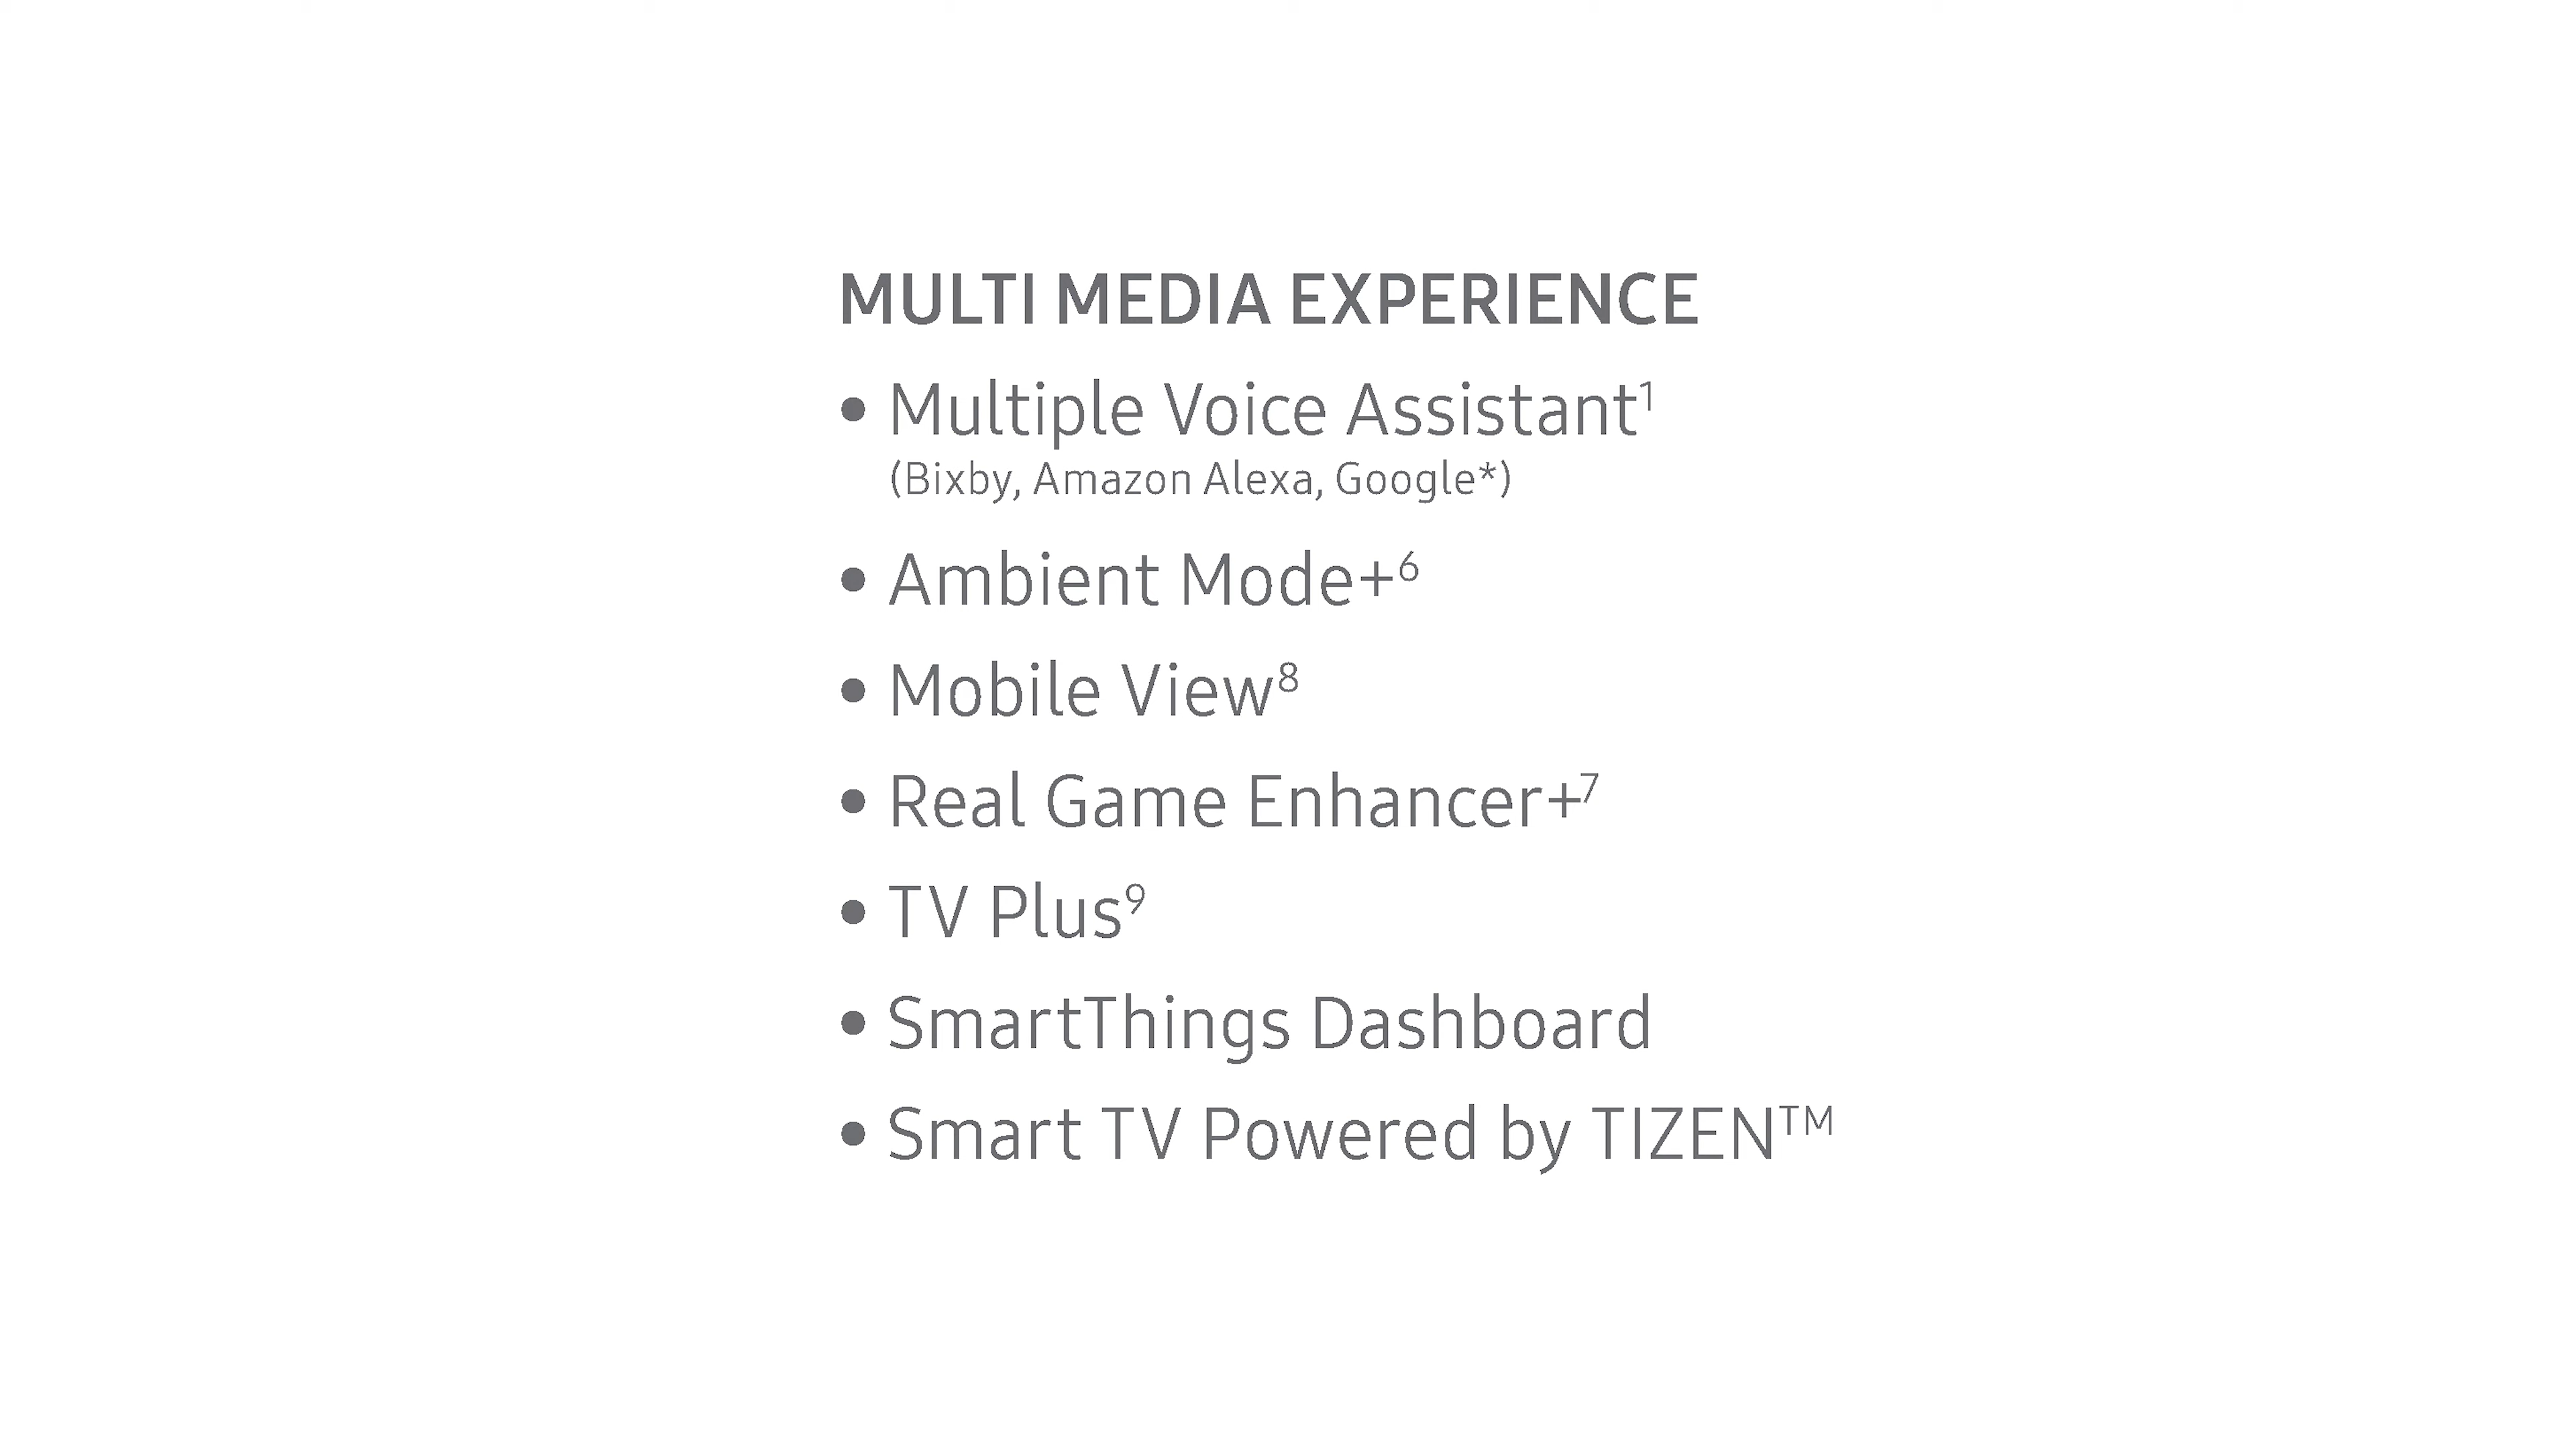 MULTI MEDIA EXPERIENCE
• Multiple Voice Assistant¹
(Bixby, Amazon Alexa, Google*)
• Ambient Mode+⁶
• Mobile View⁸
• Real Game Enhancer+⁷
• TV Plus⁹
• SmartThings Dashboard
• Smart TV Powered by TIZEN™